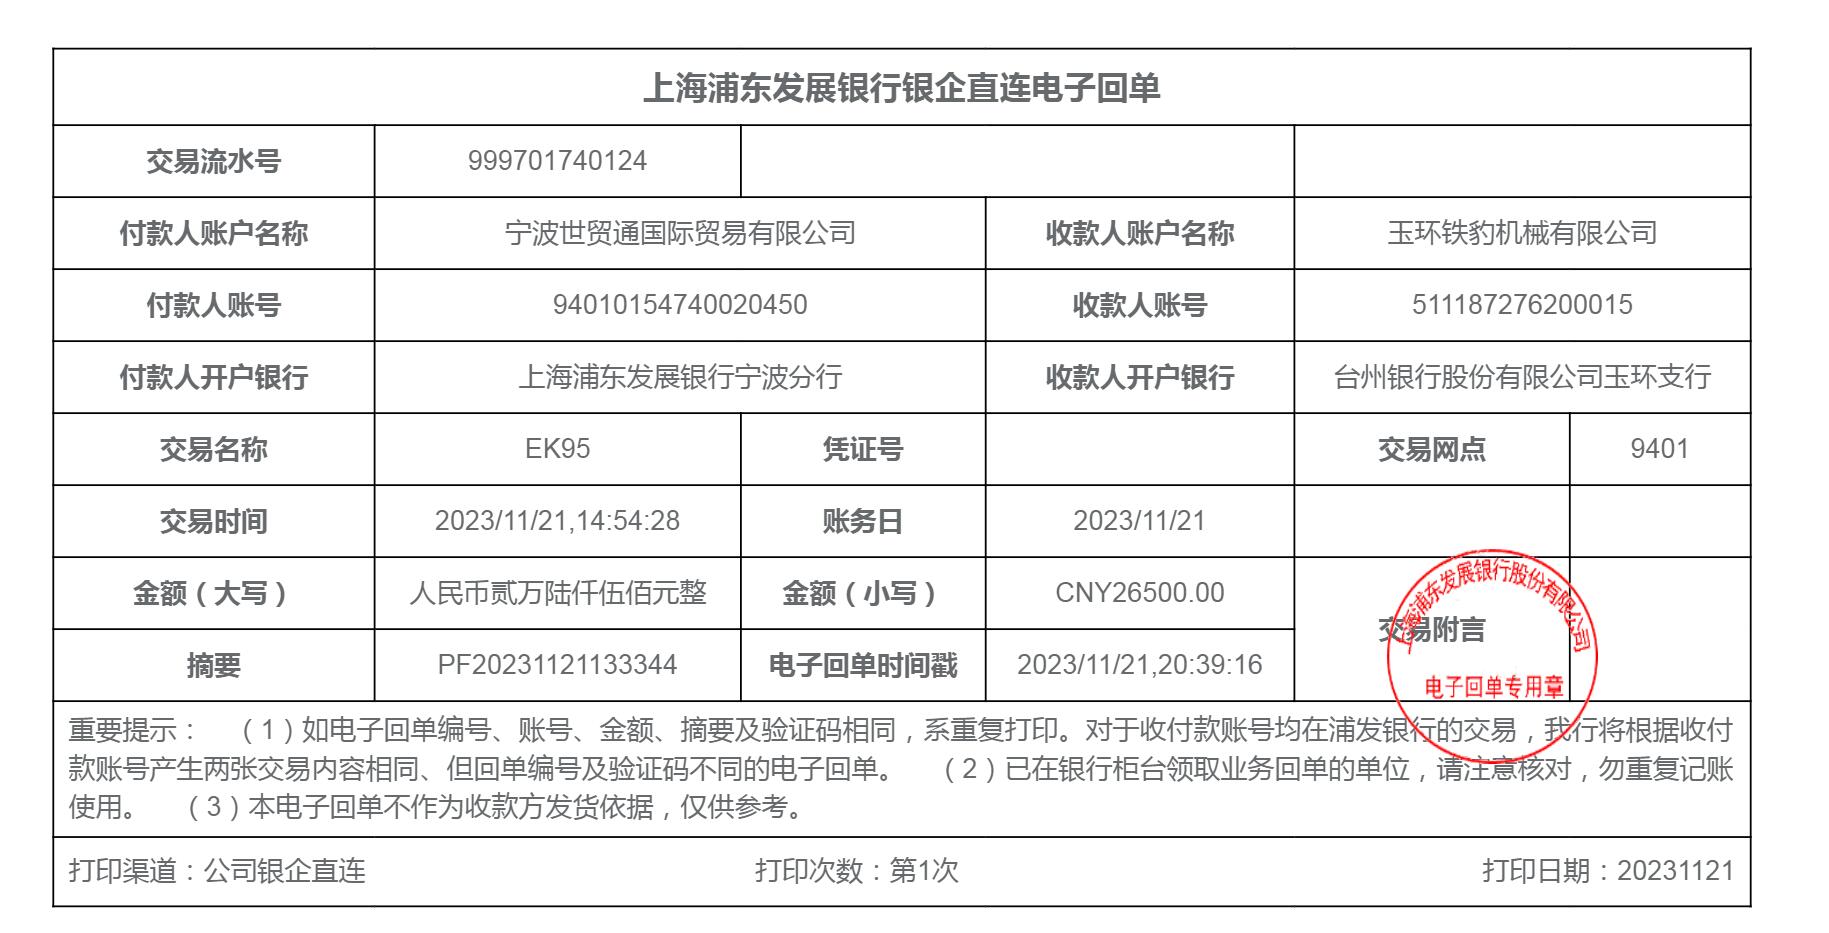 上海浦东发展银行银企直连电子回单
交易流水号 999701740124
付款人账户名称 宁波世贸通国际贸易有限公司 收款人账户名称 玉环铁豹机械有限公司
付款人账号 94010154740020450 收款人账号 511187276200015
付款人开户银行 上海浦东发展银行宁波分行 收款人开户银行 台州银行股份有限公司玉环支行
交易名称 EK95 凭证号 交易网点 9401
交易时间 2023/11/21,14:54:28 账务日 2023/11/21
金额（大写） 人民币贰万陆仟伍佰元整 金额（小写） CNY26500.00
交易附言
摘要 PF20231121133344 电子回单时间戳 2023/11/21,20:39:16
上海浦东发展银行股份有限公司
电子回单专用章
重要提示： （1）如电子回单编号、账号、金额、摘要及验证码相同，系重复打印。对于收付款账号均在浦发银行的交易，我行将根据收付
款账号产生两张交易内容相同、但回单编号及验证码不同的电子回单。 （2）已在银行柜台领取业务回单的单位，请注意核对，勿重复记账
使用。 （3）本电子回单不作为收款方发货依据，仅供参考。
打印渠道：公司银企直连 打印次数：第1次 打印日期：20231121